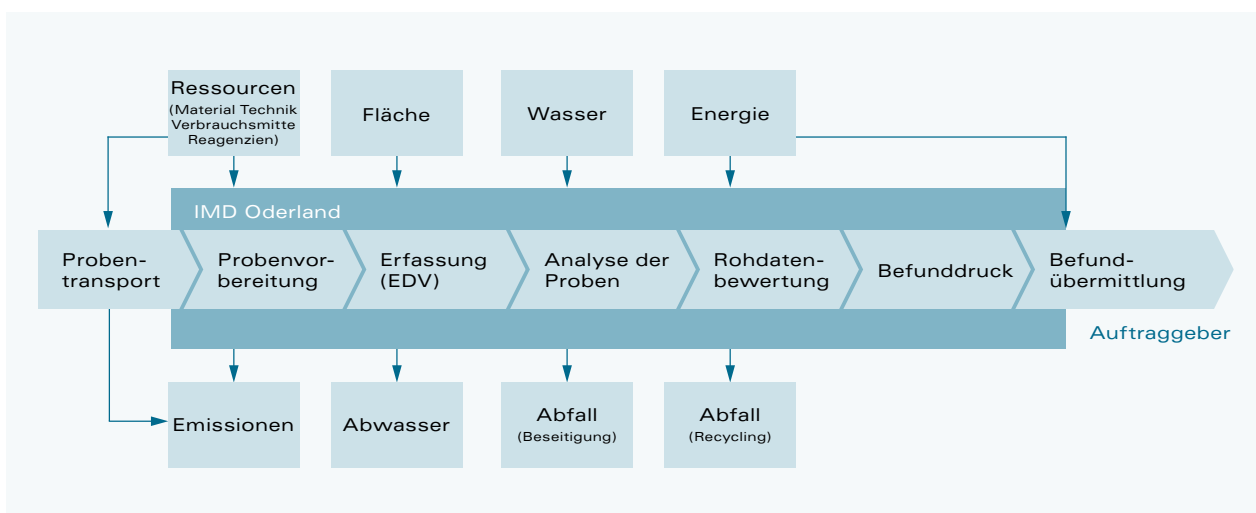 Ressourcen
(Material Technik
Verbrauchsmitte
Reagenzien)
Fläche
Wasser
Energie
IMD Oderland
Proben-
transport
Probenvor-
bereitung
Erfassung
(EDV)
Analyse der
Proben
Rohdaten-
bewertung
Befunddruck
Befund-
übermittlung
Auftraggeber
Emissionen
Abwasser
Abfall
(Beseitigung)
Abfall
(Recycling)